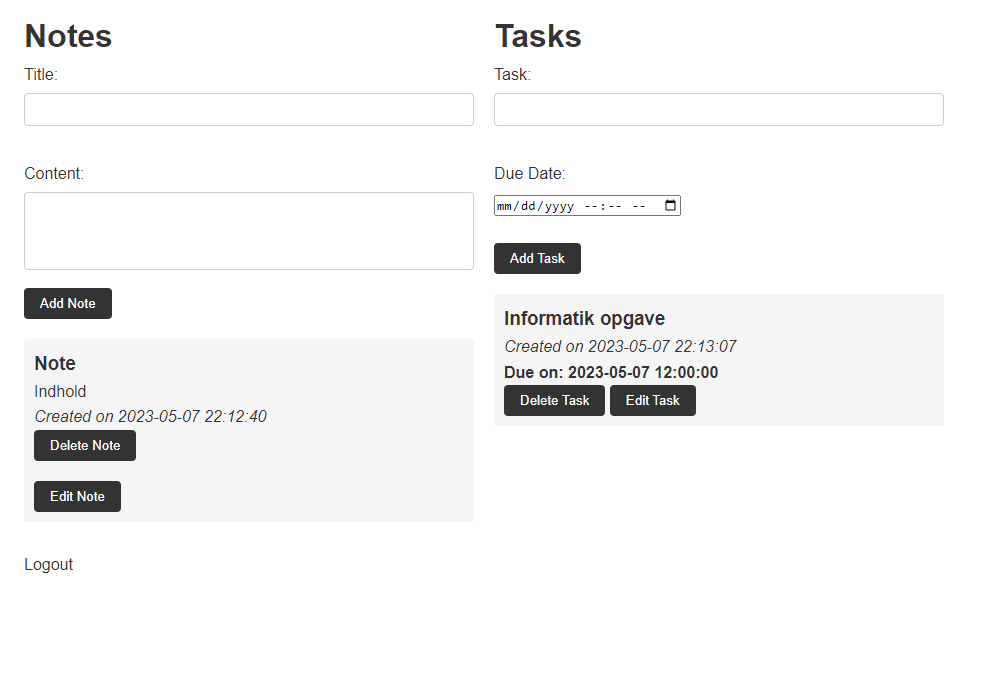 Notes
Title:
Content:
Add Note
Note
Indhold
Created on 2023-05-07 22:12:40
Delete Note
Edit Note
Logout
Tasks
Task:
Due Date:
mm/dd/yyyy --:-- --
Add Task
Informatik opgave
Created on 2023-05-07 22:13:07
Due on: 2023-05-07 12:00:00
Delete Task Edit Task